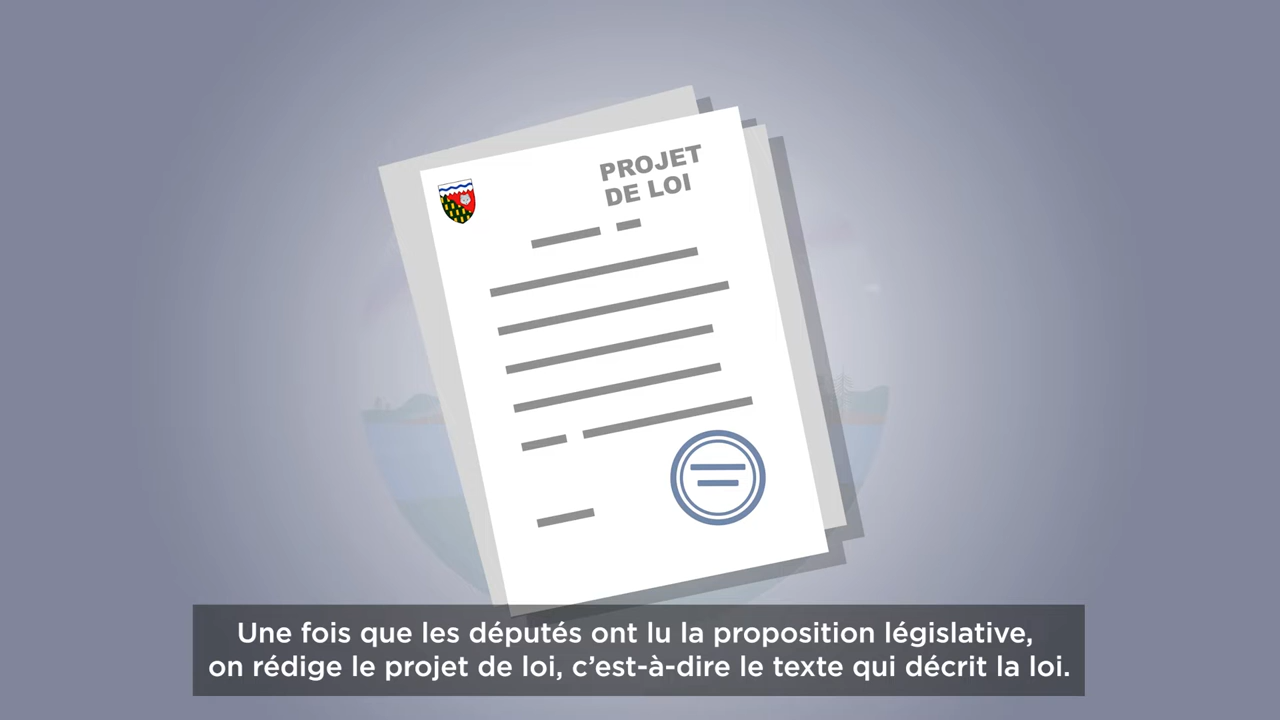 PROJET
DE LOI
Une fois que les députés ont lu la proposition législative,
on rédige le projet de loi, c’est-à-dire le texte qui décrit la loi.